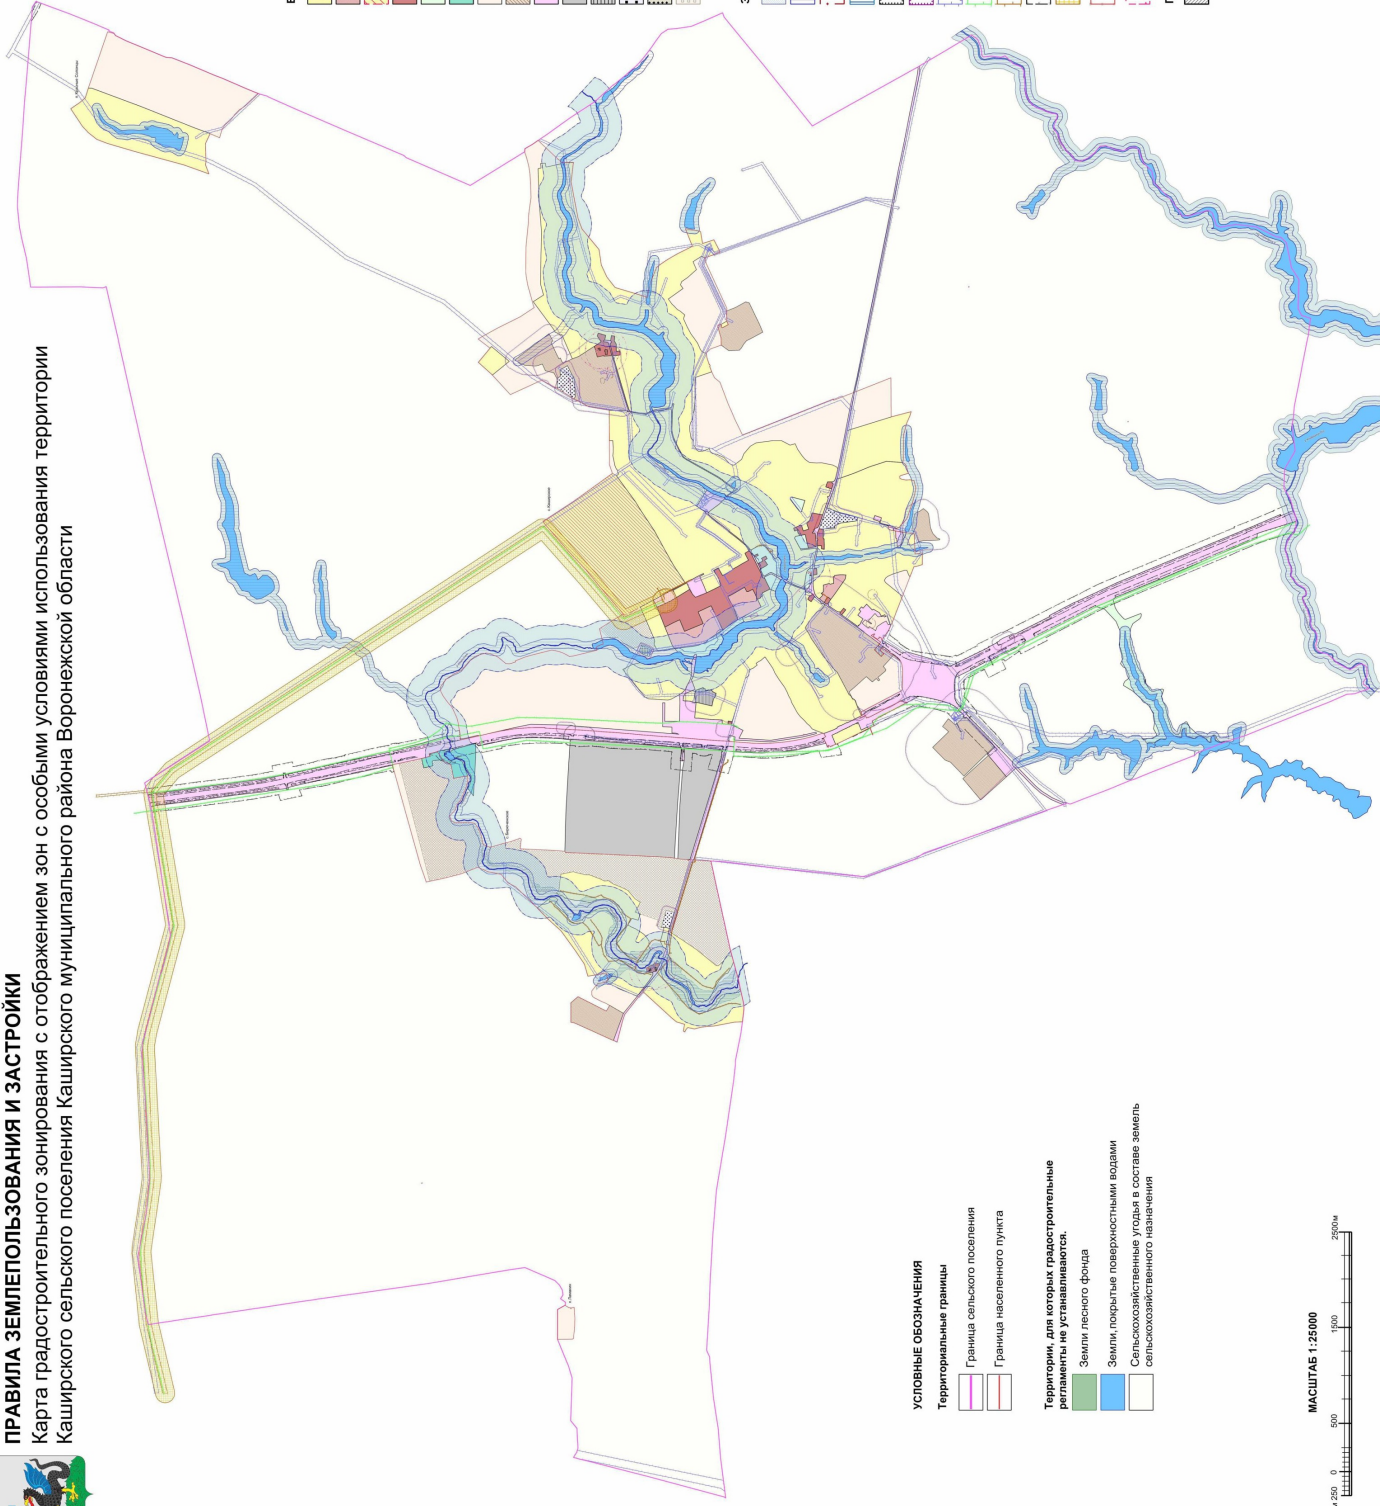 ПРАВИЛА ЗЕМЛЕПОЛЬЗОВАНИЯ И ЗАСТРОЙКИ
Карта градостроительного зонирования с отображением зон с особыми условиями использования территории
Каширского сельского поселения Каширского муниципального района Воронежской области
УСЛОВНЫЕ ОБОЗНАЧЕНИЯ
Территориальные границы
Граница сельского поселения
Граница населенного пункта
Территории, для которых градостроительные
регламенты не устанавливаются.
Земли лесного фонда
Земли, покрытые поверхностными водами
Сельскохозяйственные угодья в составе земель
сельскохозяйственного назначения
МАСШТАБ 1:25000
м 250 0 500 1500 2500м